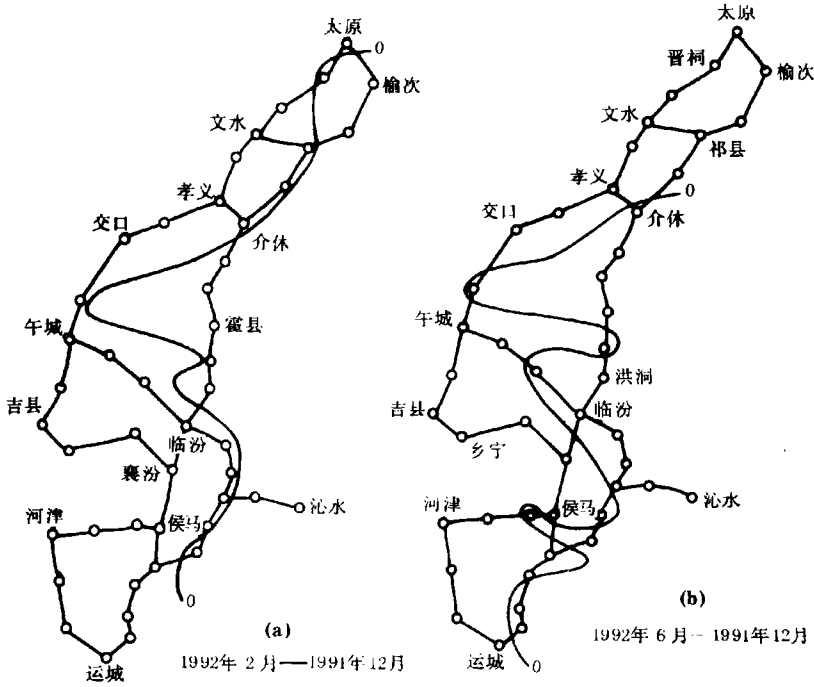 太原
0
榆次
文水
孝义
介休
交口
霍县
午城
吉县
临汾
襄汾
沁水
河津
侯马
0
运城
(a)
1992年 2月——1991年12月
太原
晋祠
榆次
文水
祁县
孝义
0
介休
交口
午城
洪洞
吉县
临汾
乡宁
沁水
河津
侯马
0
运城
(b)
1992年 6月-1991年12月